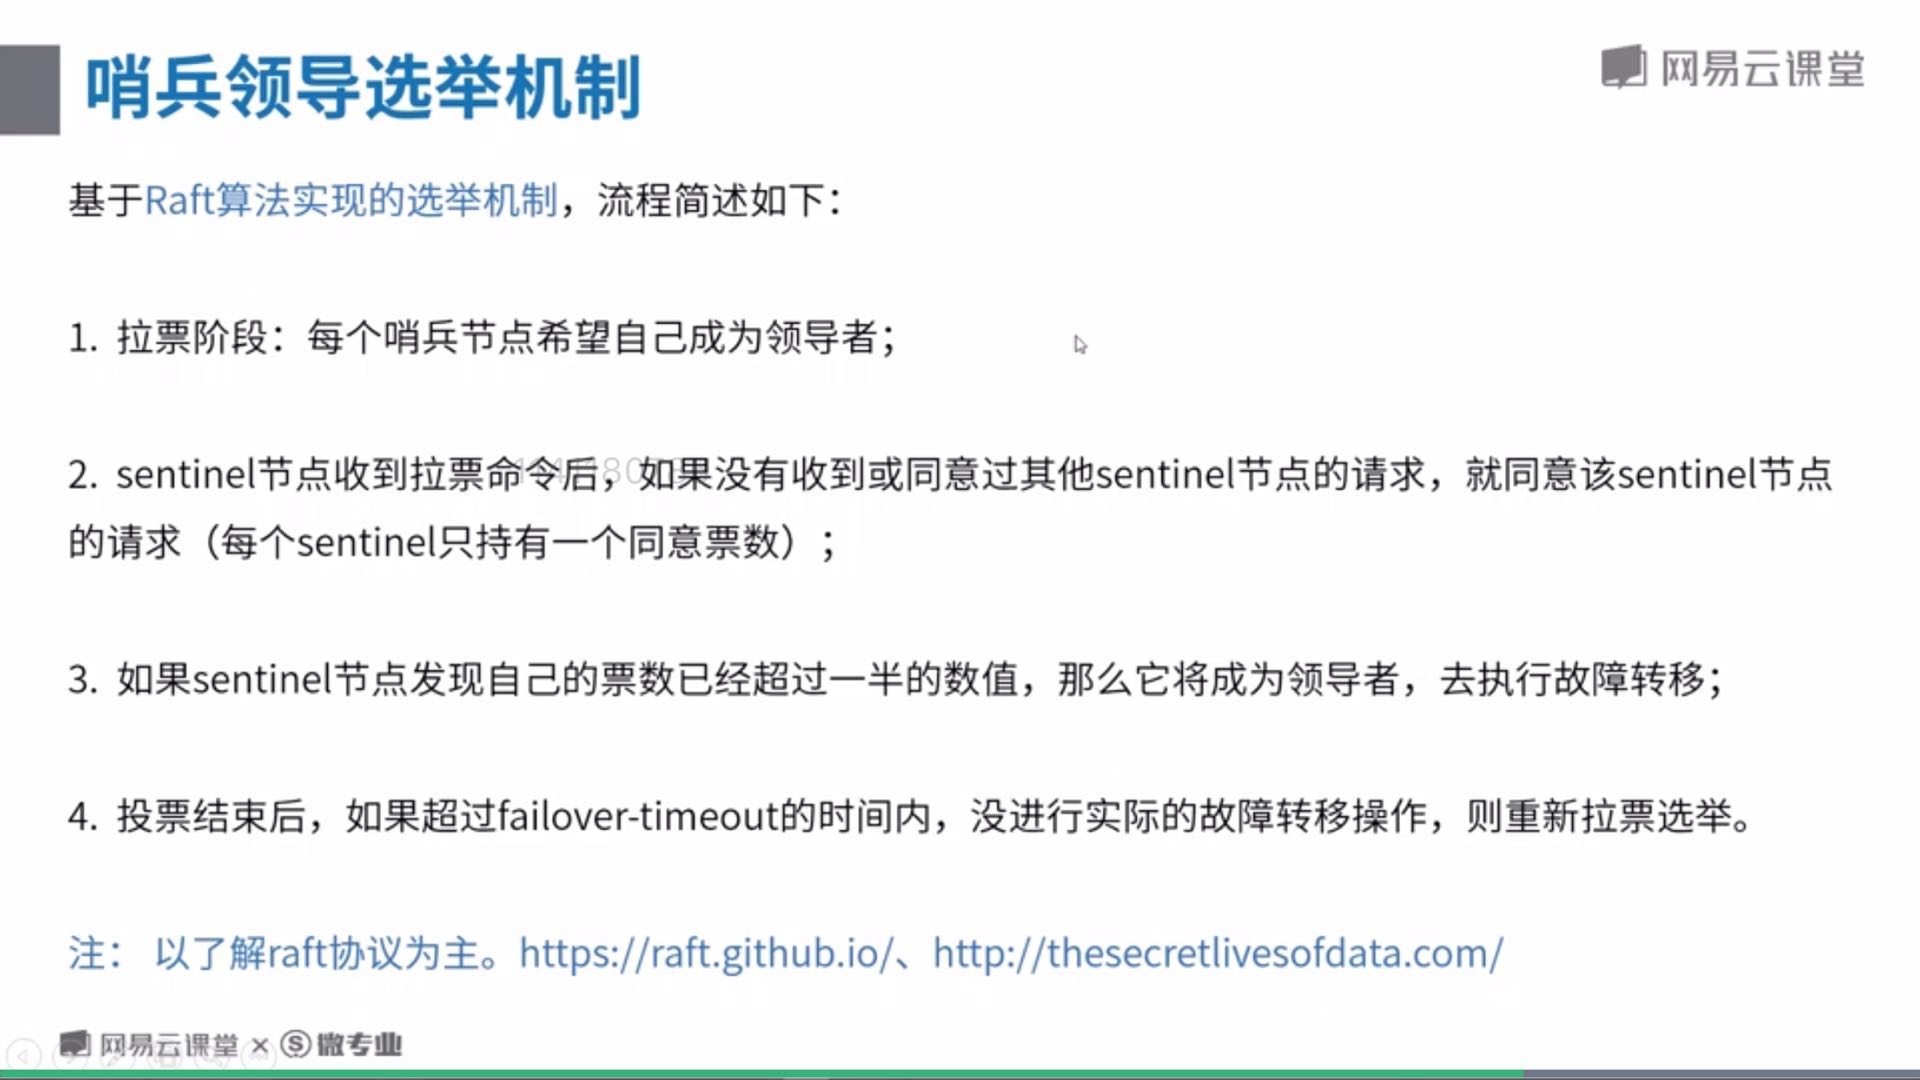 哨兵领导选举机制
网易云课堂
基于Raft算法实现的选举机制，流程简述如下：
1. 拉票阶段：每个哨兵节点希望自己成为领导者；
2. sentinel节点收到拉票命令后，如果没有收到或同意过其他sentinel节点的请求，就同意该sentinel节点
的请求（每个sentinel只持有一个同意票数）；
3. 如果sentinel节点发现自己的票数已经超过一半的数值，那么它将成为领导者，去执行故障转移；
4. 投票结束后，如果超过failover-timeout的时间内，没进行实际的故障转移操作，则重新拉票选举。
注： 以了解raft协议为主。https://raft.github.io/、http://thesecretlivesofdata.com/
网易云课堂 × 微专业